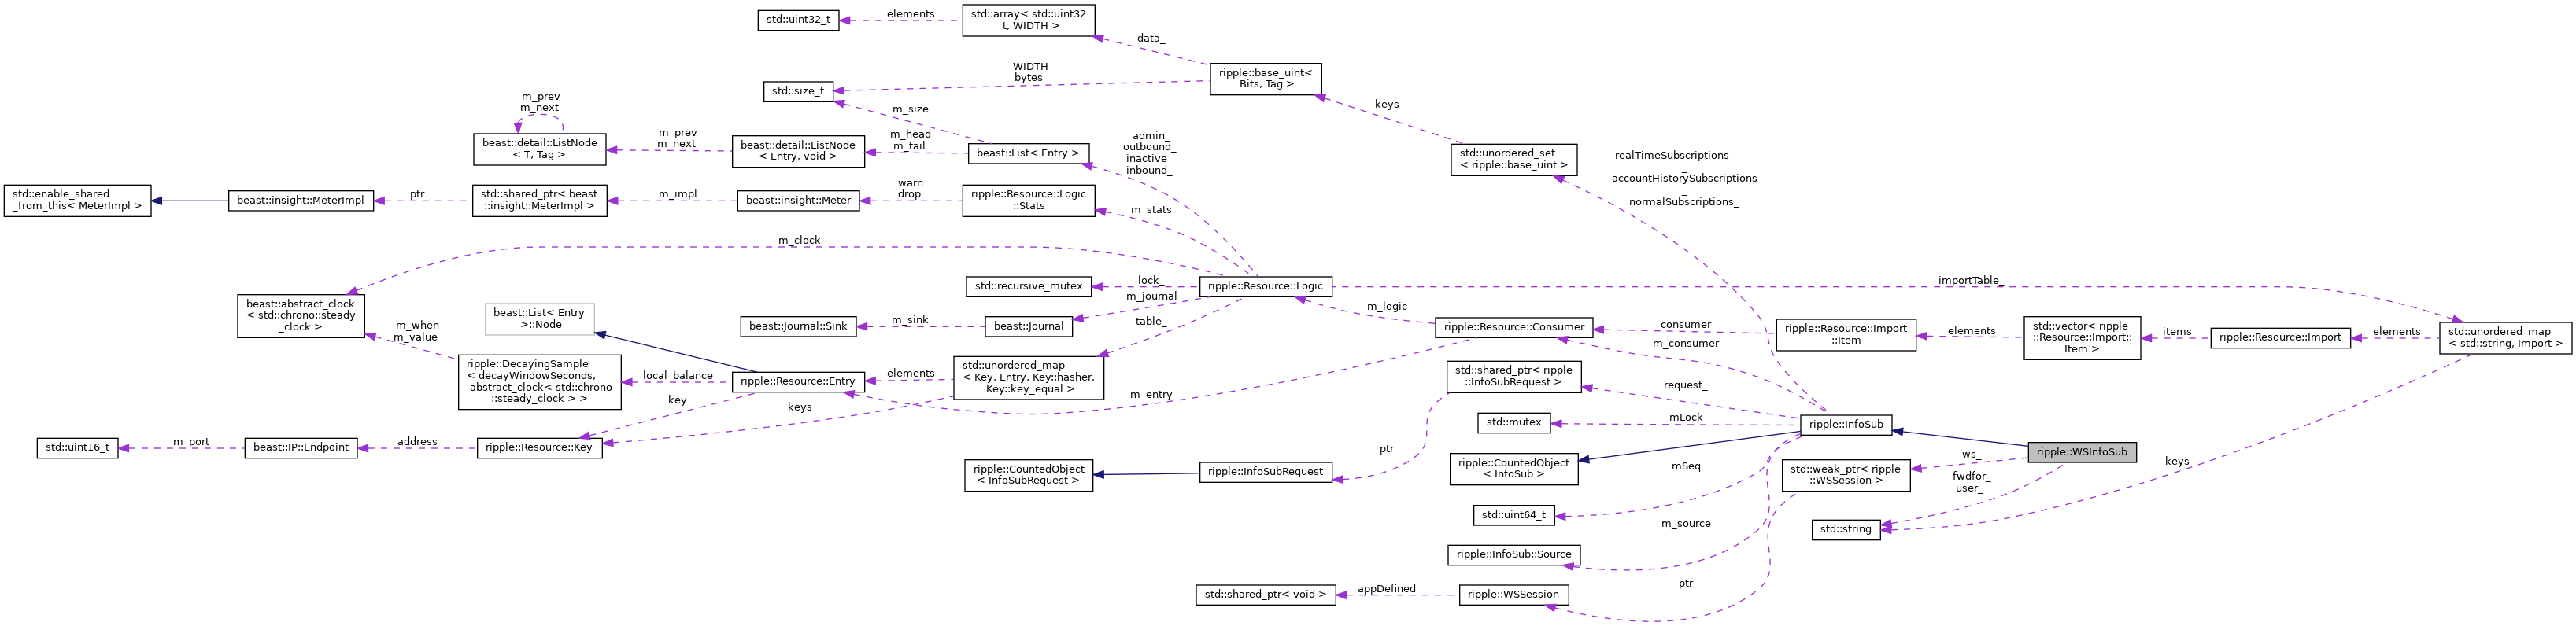 std::uint32_t
elements
std::array< std::uint32
_t, WIDTH >
data_
WIDTH
bytes
ripple::base_uint<
Bits, Tag >
std::size_t
keys
m_size
m_prev
m_next
beast::detail::ListNode
< T, Tag >
m_prev
m_next
beast::detail::ListNode
< Entry, void >
m_head
m_tail
beast::List< Entry >
admin_
outbound_
inactive_
inbound_
std::unordered_set
< ripple::base_uint >
realTimeSubscriptions
_
accountHistorySubscriptions
_
normalSubscriptions_
std::enable_shared
_from_this< MeterImpl >
beast::insight::MeterImpl
ptr
std::shared_ptr< beast
::insight::MeterImpl >
m_impl
beast::insight::Meter
warn
drop
ripple::Resource::Logic
::Stats
m_stats
m_clock
std::recursive_mutex
lock_
ripple::Resource::Logic
importTable_
beast::abstract_clock
< std::chrono::steady
_clock >
beast::List< Entry
>::Node
m_journal
m_logic
m_when
m_value
beast::Journal::Sink
m_sink
beast::Journal
table_
ripple::Resource::Consumer
consumer
m_consumer
ripple::Resource::Import
::Item
elements
std::vector< ripple
::Resource::Import::
Item >
items
ripple::Resource::Import
elements
std::unordered_map
< std::string, Import >
ripple::DecayingSample
< decayWindowSeconds,
abstract_clock< std::chrono
::steady_clock > >
local_balance
ripple::Resource::Entry
elements
std::unordered_map
< Key, Entry, Key::hasher,
Key::key_equal >
m_entry
std::shared_ptr< ripple
::InfoSubRequest >
request_
key
keys
std::mutex
mLock
ripple::InfoSub
std::uint16_t
m_port
beast::IP::Endpoint
address
ripple::Resource::Key
ptr
ripple::WSInfoSub
ws_
ripple::CountedObject
< InfoSubRequest >
ripple::InfoSubRequest
ripple::CountedObject
< InfoSub >
mSeq
std::weak_ptr< ripple
::WSSession >
fwdfor_
user_
keys
std::uint64_t
m_source
std::string
ripple::InfoSub::Source
ptr
std::shared_ptr< void >
appDefined
ripple::WSSession